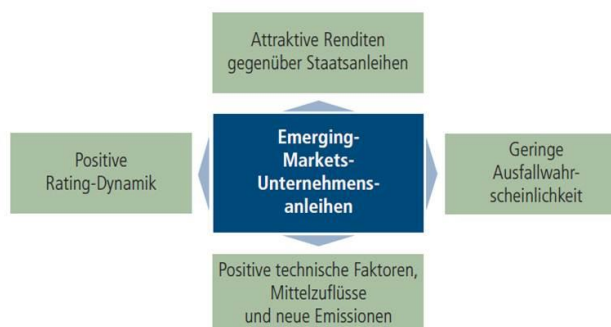 Attraktive Renditen
gegenüber Staatsanleihen
Positive
Rating-Dynamik
Emerging-
Markets-
Unternehmens-
anleihen
Geringe
Ausfallwahr-
scheinlichkeit
Positive technische Faktoren,
Mittelzuflüsse
und neue Emissionen